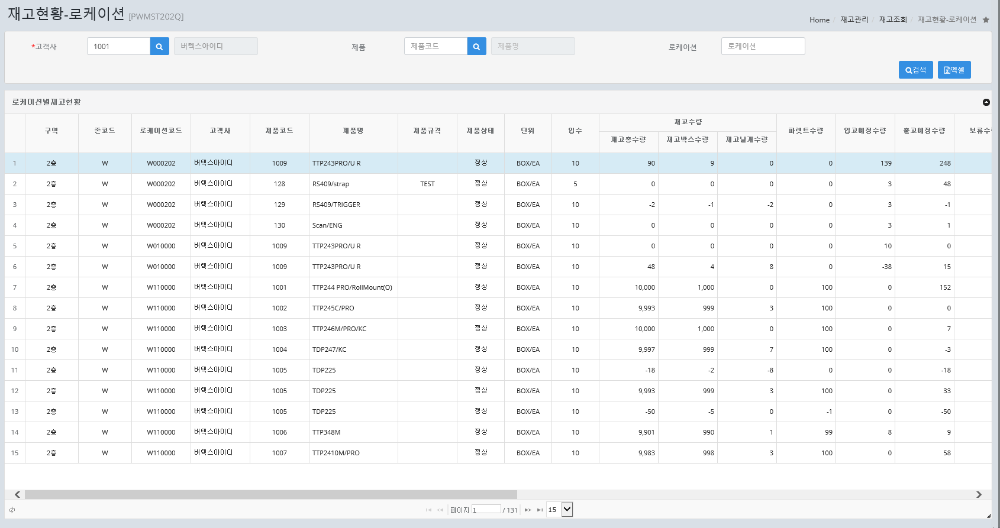 재고현황-로케이션 [PWMST202Q]
Home / 재고관리 / 재고조회 / 재고현황-로케이션
*고객사 1001 버텍스아이디 제품 제품코드 제품명 로케이션 로케이션
검색 엑셀
로케이션별재고현황
구역 존코드 로케이션코드 고객사 제품코드 제품명 제품규격 제품상태 단위 입수 재고수량 파렛트수량 입고예정수량 출고예정수량 보류수
재고총수량 재고박스수량 재고낱개수량
1 2층 W W000202 버텍스아이디 1009 TTP243PRO/U R 정상 BOX/EA 10 90 9 0 0 139 248
2 2층 W W000202 버텍스아이디 128 RS409/strap TEST 정상 BOX/EA 5 0 0 0 0 3 48
3 2층 W W000202 버텍스아이디 129 RS409/TRIGGER 정상 BOX/EA 10 -2 -1 -2 0 3 -1
4 2층 W W000202 버텍스아이디 130 Scan/ENG 정상 BOX/EA 10 0 0 0 0 3 1
5 2층 W W010000 버텍스아이디 1009 TTP243PRO/U R 정상 BOX/EA 10 0 0 0 0 10 0
6 2층 W W010000 버텍스아이디 1009 TTP243PRO/U R 정상 BOX/EA 10 48 4 8 0 -38 15
7 2층 W W110000 버텍스아이디 1001 TTP244 PRO/RollMount(O) 정상 BOX/EA 10 10,000 1,000 0 100 0 152
8 2층 W W110000 버텍스아이디 1002 TTP245C/PRO 정상 BOX/EA 10 9,993 999 3 100 0 0
9 2층 W W110000 버텍스아이디 1003 TTP246M/PRO/KC 정상 BOX/EA 10 10,000 1,000 0 100 0 7
10 2층 W W110000 버텍스아이디 1004 TDP247/KC 정상 BOX/EA 10 9,997 999 7 100 0 -3
11 2층 W W110000 버텍스아이디 1005 TDP225 정상 BOX/EA 10 -18 -2 -8 0 0 -18
12 2층 W W110000 버텍스아이디 1005 TDP225 정상 BOX/EA 10 9,993 999 3 100 0 33
13 2층 W W110000 버텍스아이디 1005 TDP225 정상 BOX/EA 10 -50 -5 0 -1 0 -50
14 2층 W W110000 버텍스아이디 1006 TTP348M 정상 BOX/EA 10 9,901 990 1 99 8 9
15 2층 W W110000 버텍스아이디 1007 TTP2410M/PRO 정상 BOX/EA 10 9,983 998 3 100 0 58
페이지 1 / 131 15